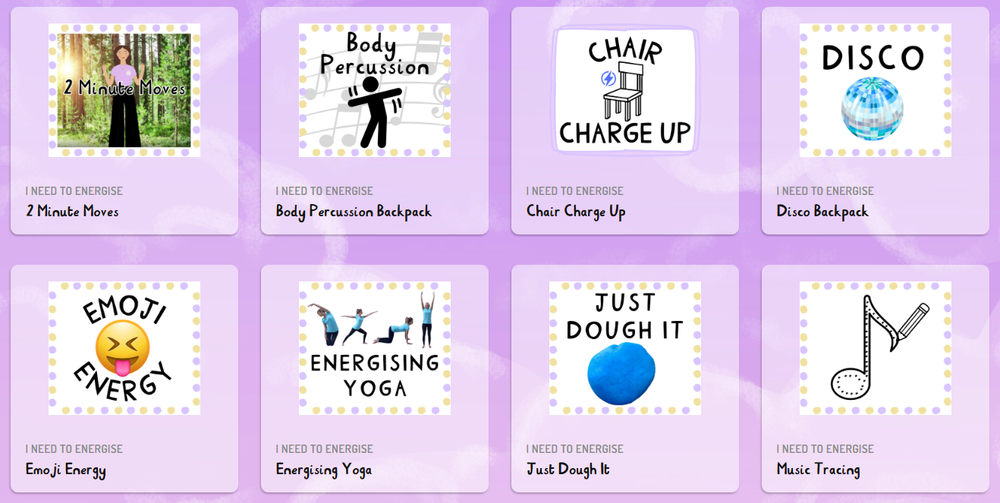 2 Minute Moves
I NEED TO ENERGISE
2 Minute Moves
Body
Percussion
I NEED TO ENERGISE
Body Percussion Backpack
CHAIR
CHARGE UP
I NEED TO ENERGISE
Chair Charge Up
DISCO
I NEED TO ENERGISE
Disco Backpack
EMOJI
ENERGY
I NEED TO ENERGISE
Emoji Energy
ENERGISING
YOGA
I NEED TO ENERGISE
Energising Yoga
JUST
DOUGH IT
I NEED TO ENERGISE
Just Dough It
I NEED TO ENERGISE
Music Tracing